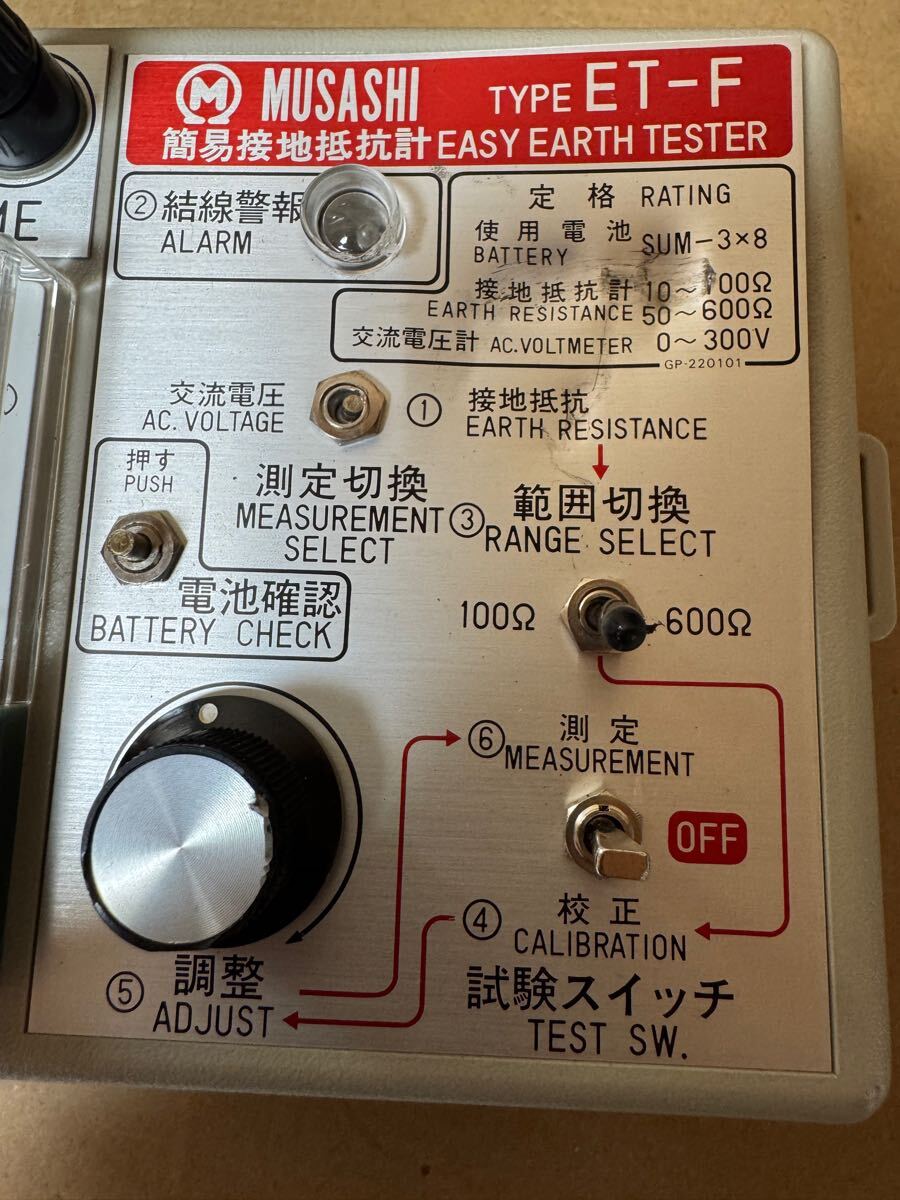 M MUSASHI TYPE ET-F
簡易接地抵抗計 EASY EARTH TESTER
ME
② 結線警報
ALARM
定格 RATING
使用電池 SUM-3×8
BATTERY
接地抵抗計 10~100Ω
EARTH RESISTANCE 50~600Ω
交流電圧計 AC.VOLTMETER 0~300V
GP-220101
交流電圧
AC. VOLTAGE
① 接地抵抗
EARTH RESISTANCE
押す
PUSH
測定切換
MEASUREMENT
SELECT
③ 範囲切換
RANGE SELECT
電池確認
BATTERY CHECK
100Ω 600Ω
⑥ 測定
MEASUREMENT
OFF
④ 校正
CALIBRATION
⑤ 調整
ADJUST
試験スイッチ
TEST SW.